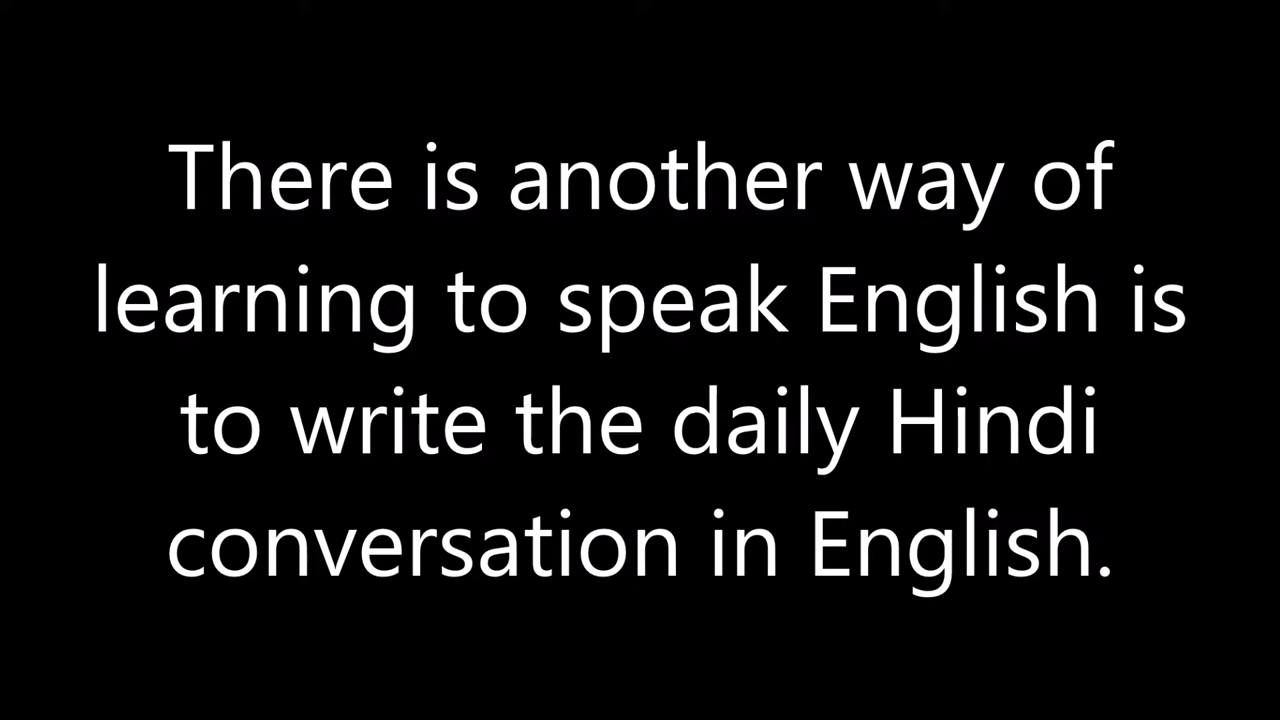 There is another way of
learning to speak English is
to write the daily Hindi
conversation in English.